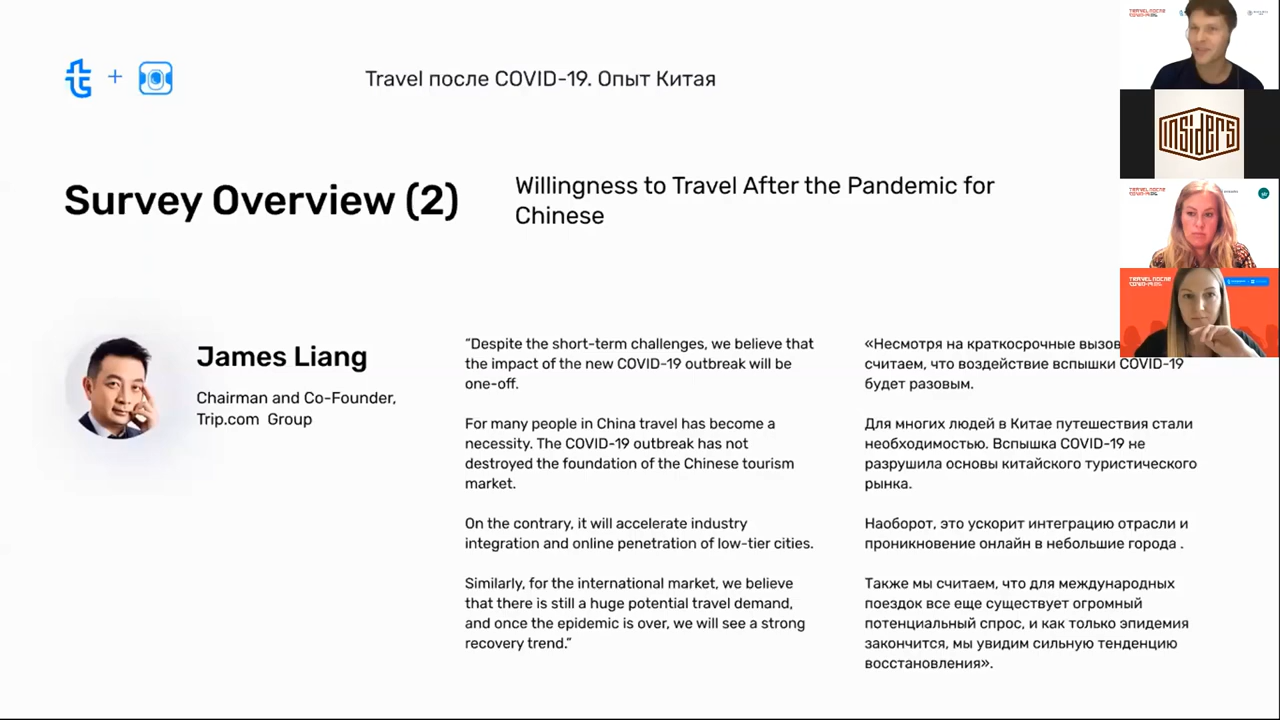 Travel после COVID-19. Опыт Китая
Survey Overview (2)
Willingness to Travel After the Pandemic for
Chinese
James Liang
Chairman and Co-Founder,
Trip.com Group
“Despite the short-term challenges, we believe that
the impact of the new COVID-19 outbreak will be
one-off.
For many people in China travel has become a
necessity. The COVID-19 outbreak has not
destroyed the foundation of the Chinese tourism
market.
On the contrary, it will accelerate industry
integration and online penetration of low-tier cities.
Similarly, for the international market, we believe
that there is still a huge potential travel demand,
and once the epidemic is over, we will see a strong
recovery trend.”
«Несмотря на краткосрочные
считаем, что воздействие вспышки COVID-19
будет разовым.
Для многих людей в Китае путешествия стали
необходимостью. Вспышка COVID-19 не
разрушила основы китайского туристического
рынка.
Наоборот, это ускорит интеграцию отрасли и
проникновение онлайн в небольшие города .
Также мы считаем, что для международных
поездок все еще существует огромный
потенциальный спрос, и как только эпидемия
закончится, мы увидим сильную тенденцию
восстановления».
insiders
TRAVEL ПОСЛЕ
COVID-19